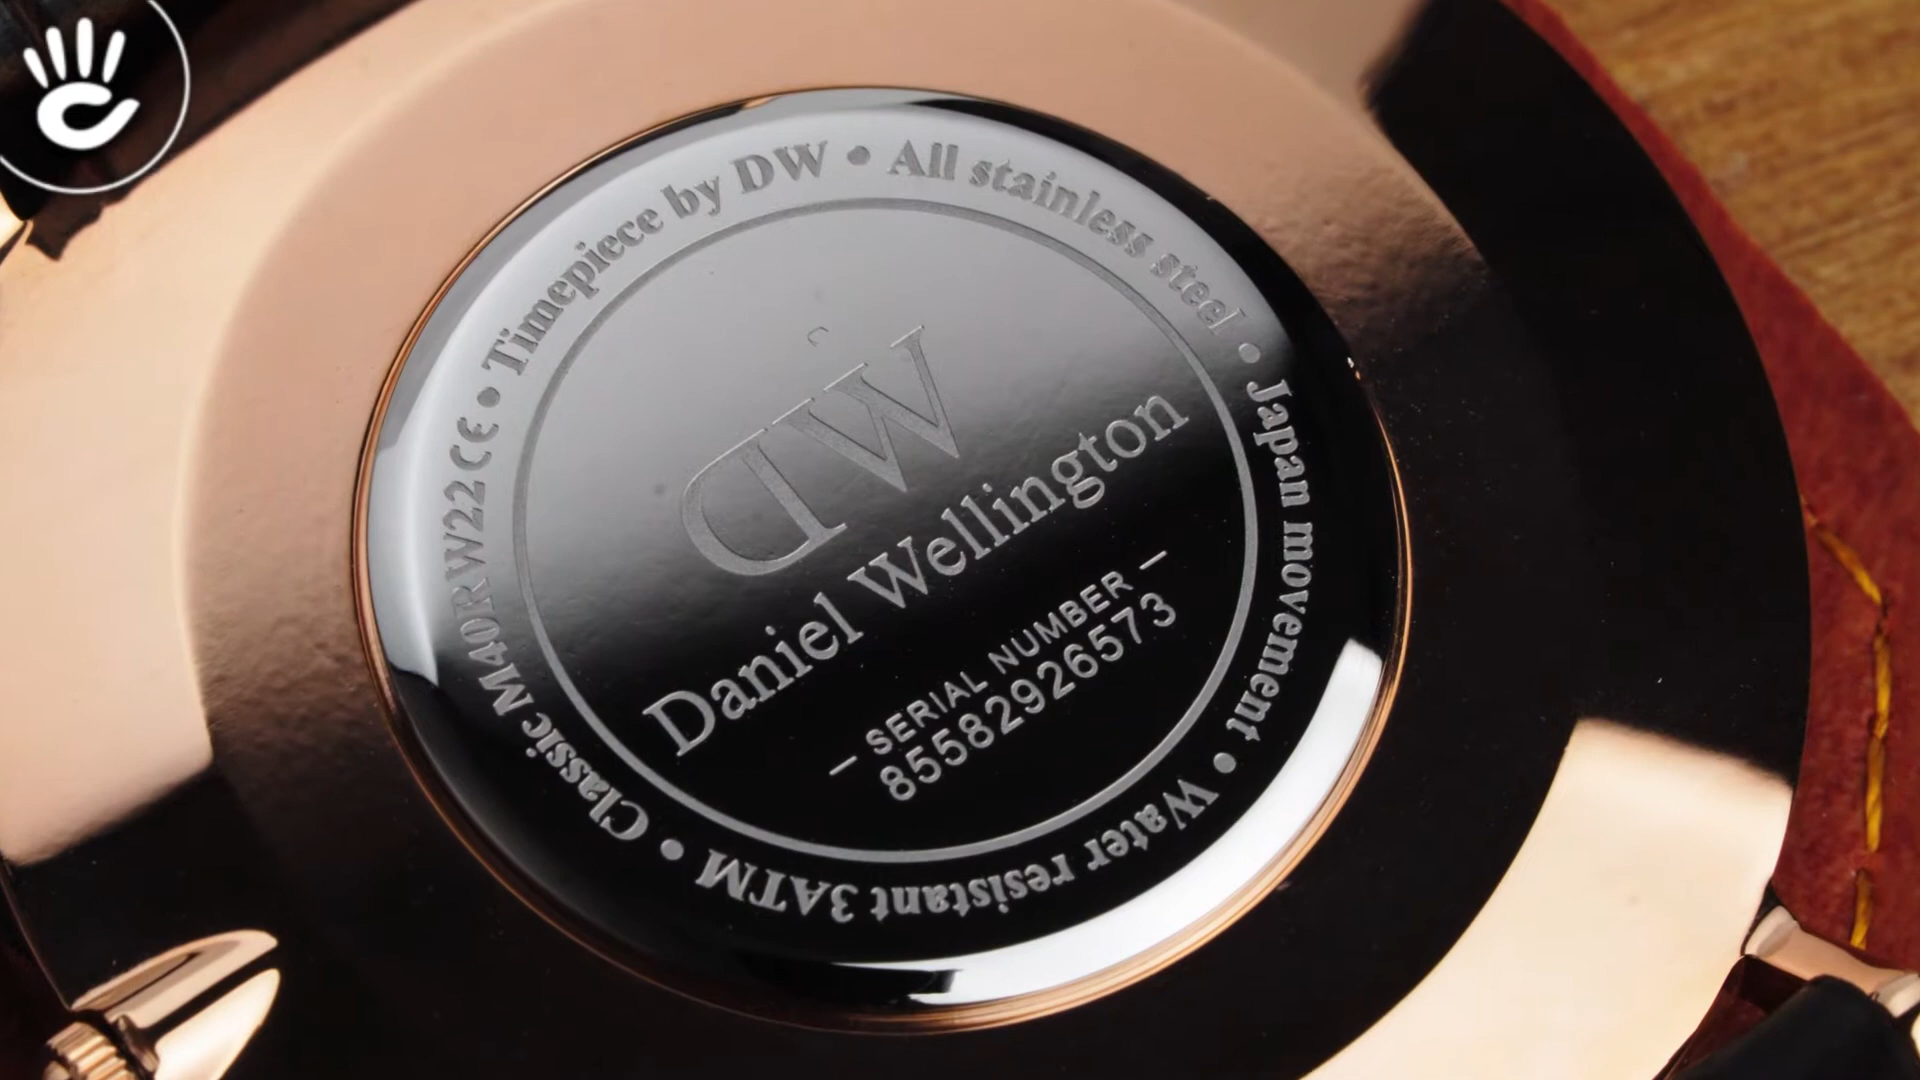 Timepiece by DW • All stainless steel • Japan movement • Water resistant 3ATM • Classic M40RW22 CE •
DW
Daniel Wellington
— SERIAL NUMBER —
85582926573